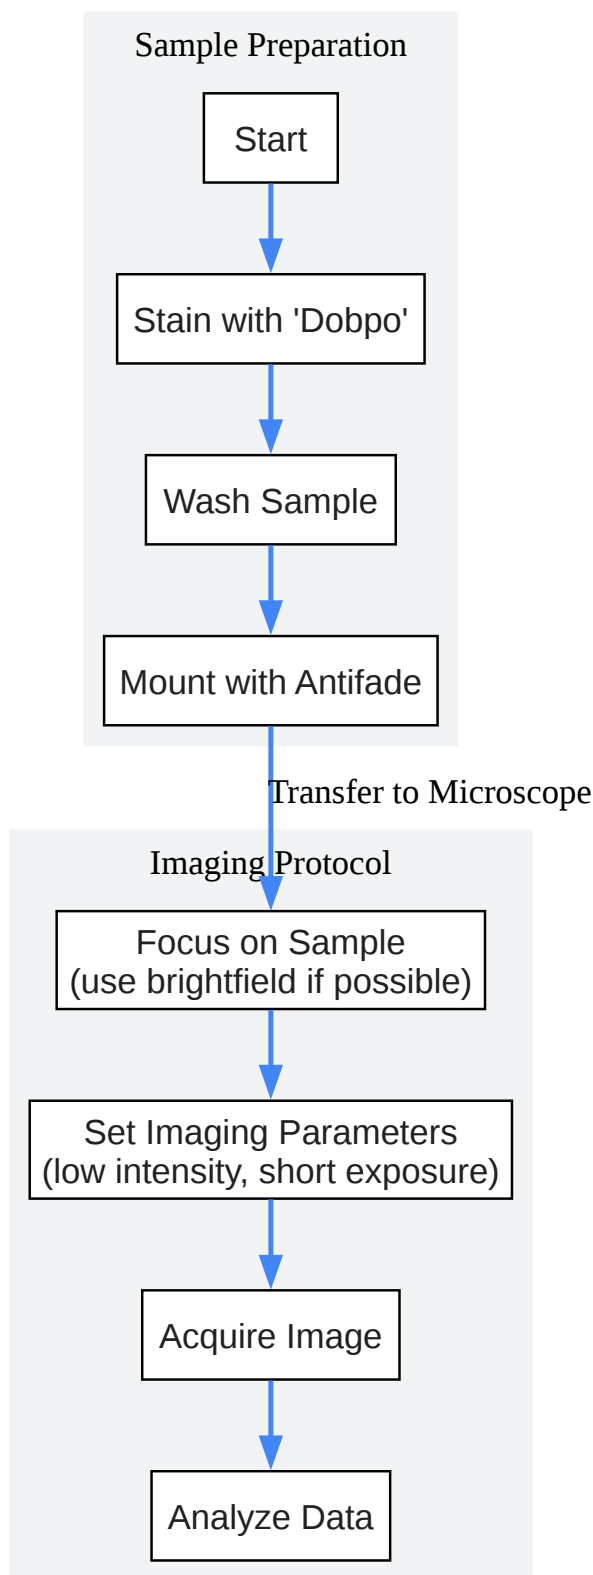 Sample Preparation
Start
Stain with 'Dobpo'
Wash Sample
Mount with Antifade
Transfer to Microscope
Imaging Protocol
Focus on Sample
(use brightfield if possible)
Set Imaging Parameters
(low intensity, short exposure)
Acquire Image
Analyze Data